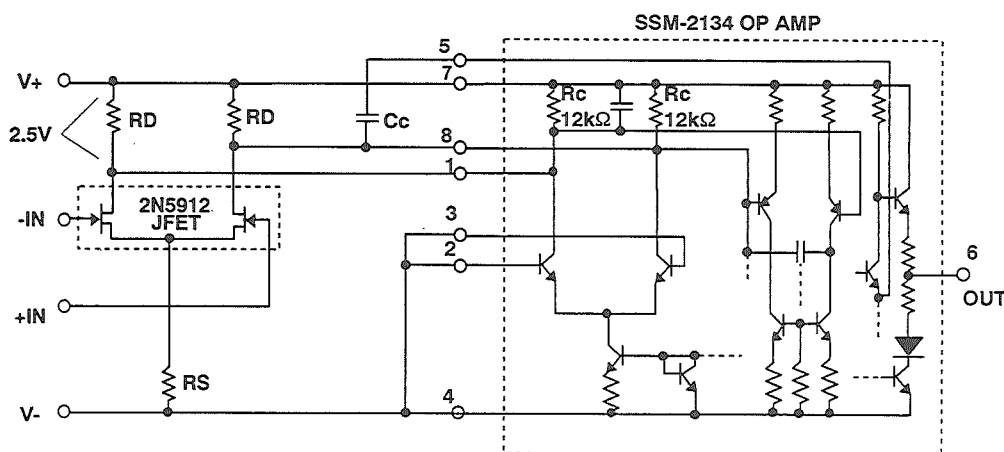 SSM-2134 OP AMP
5
V+
7
RD
RD
2.5V
Cc
Rc
12kΩ
Rc
12kΩ
8
1
2N5912
JFET
-IN
3
2
6
OUT
+IN
RS
V-
4